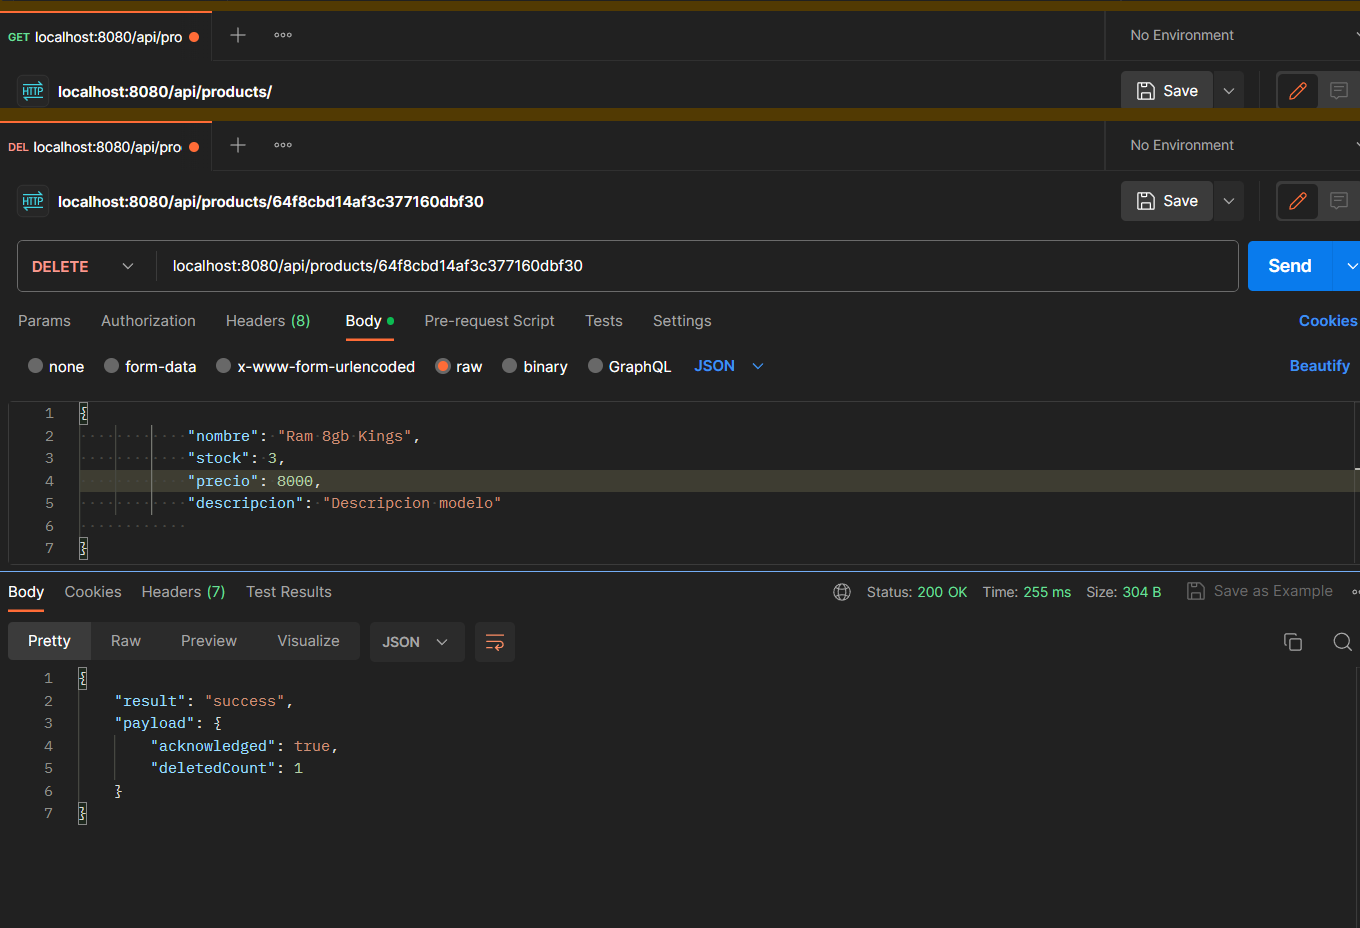 GET localhost:8080/api/pro
No Environment
HTTP localhost:8080/api/products/
Save
DEL localhost:8080/api/pro
No Environment
HTTP localhost:8080/api/products/64f8cbd14af3c377160dbf30
Save
DELETE localhost:8080/api/products/64f8cbd14af3c377160dbf30
Send
Params Authorization Headers (8) Body Pre-request Script Tests Settings Cookies
none form-data x-www-form-urlencoded raw binary GraphQL JSON Beautify
1 {
2 "nombre": "Ram 8gb Kings",
3 "stock": 3,
4 "precio": 8000,
5 "descripcion": "Descripcion modelo"
6
7 }
Body Cookies Headers (7) Test Results Status: 200 OK Time: 255 ms Size: 304 B Save as Example
Pretty Raw Preview Visualize JSON
1 {
2 "result": "success",
3 "payload": {
4 "acknowledged": true,
5 "deletedCount": 1
6 }
7 }